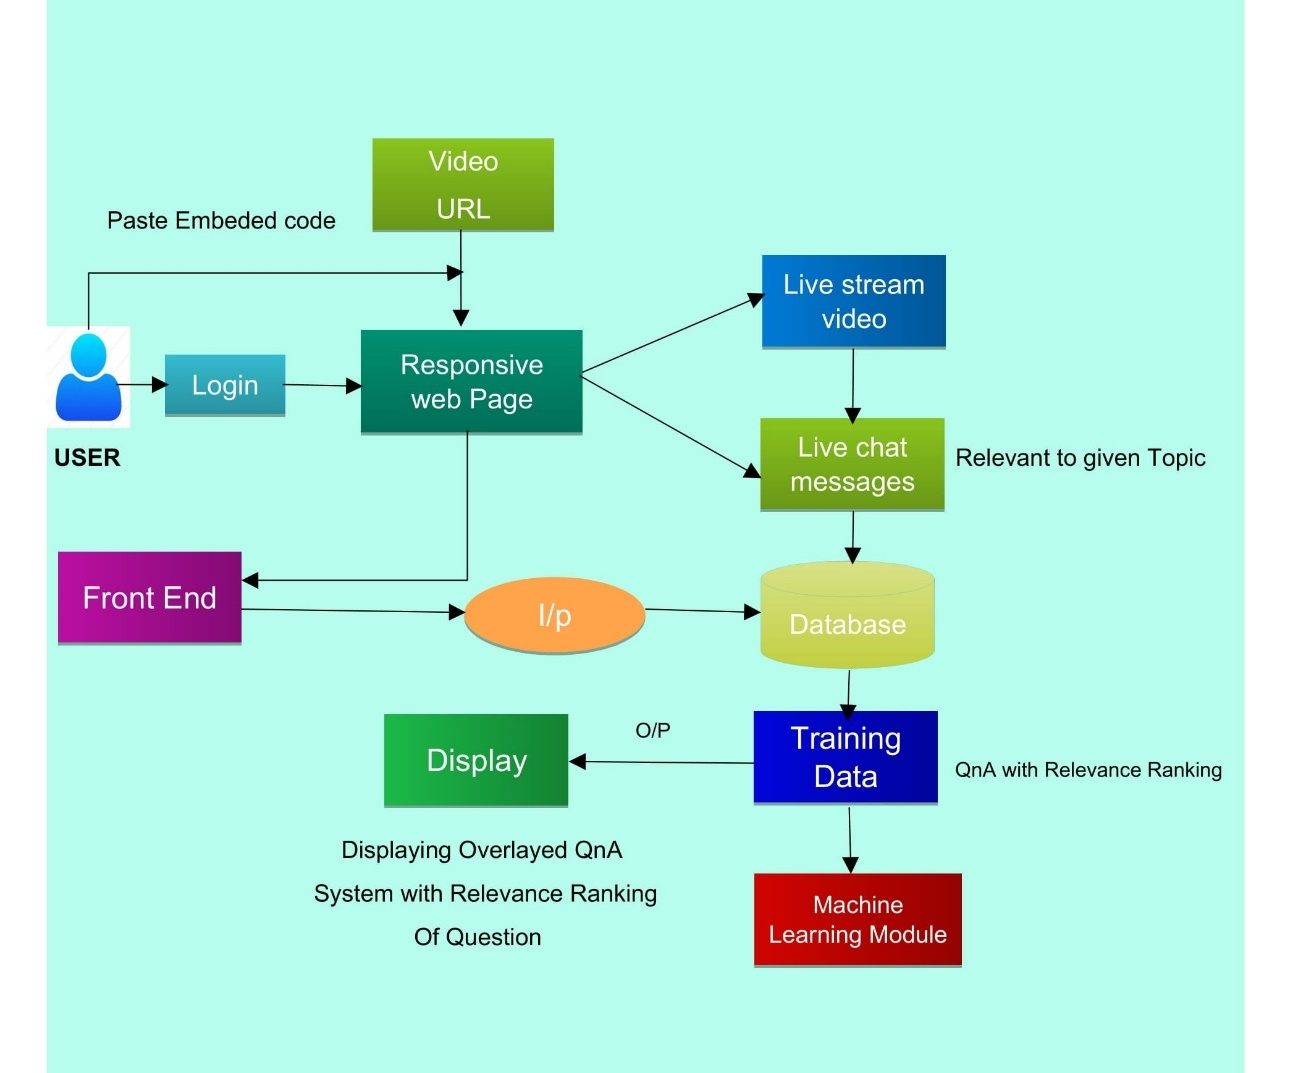 Video
URL
Paste Embeded code
Live stream
video
Responsive
web Page
Login
USER
Live chat
messages
Relevant to given Topic
Front End
I/p
Database
O/P
Training
Data
Display
QnA with Relevance Ranking
Displaying Overlayed QnA
System with Relevance Ranking
Of Question
Machine
Learning Module